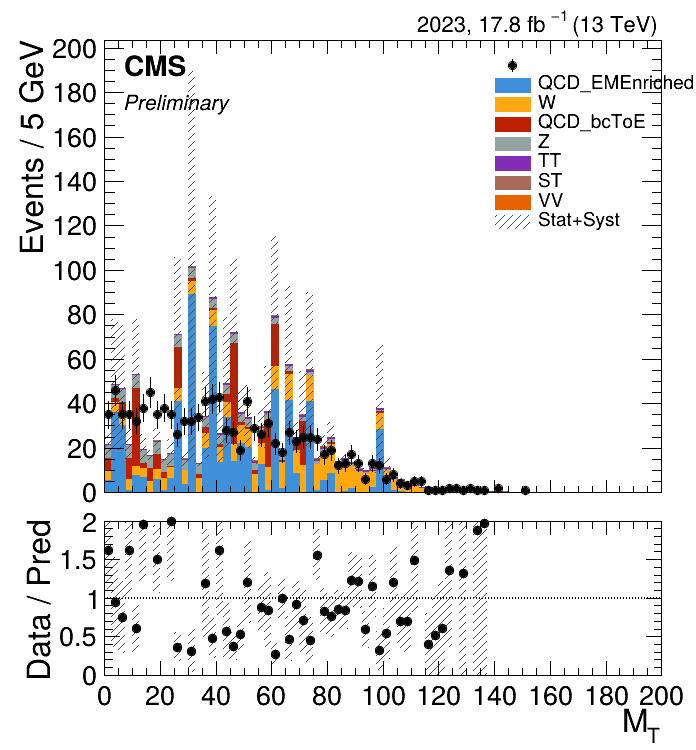 2023, 17.8 fb⁻¹ (13 TeV)
CMS
Preliminary
Events / 5 GeV
200
180
160
140
120
100
80
60
40
20
0
QCD_EMEnriched
W
QCD_bcToE
Z
TT
ST
VV
Stat+Syst
Data / Pred
2
1.5
1
0.5
0
0 20 40 60 80 100 120 140 160 180 200
M_T